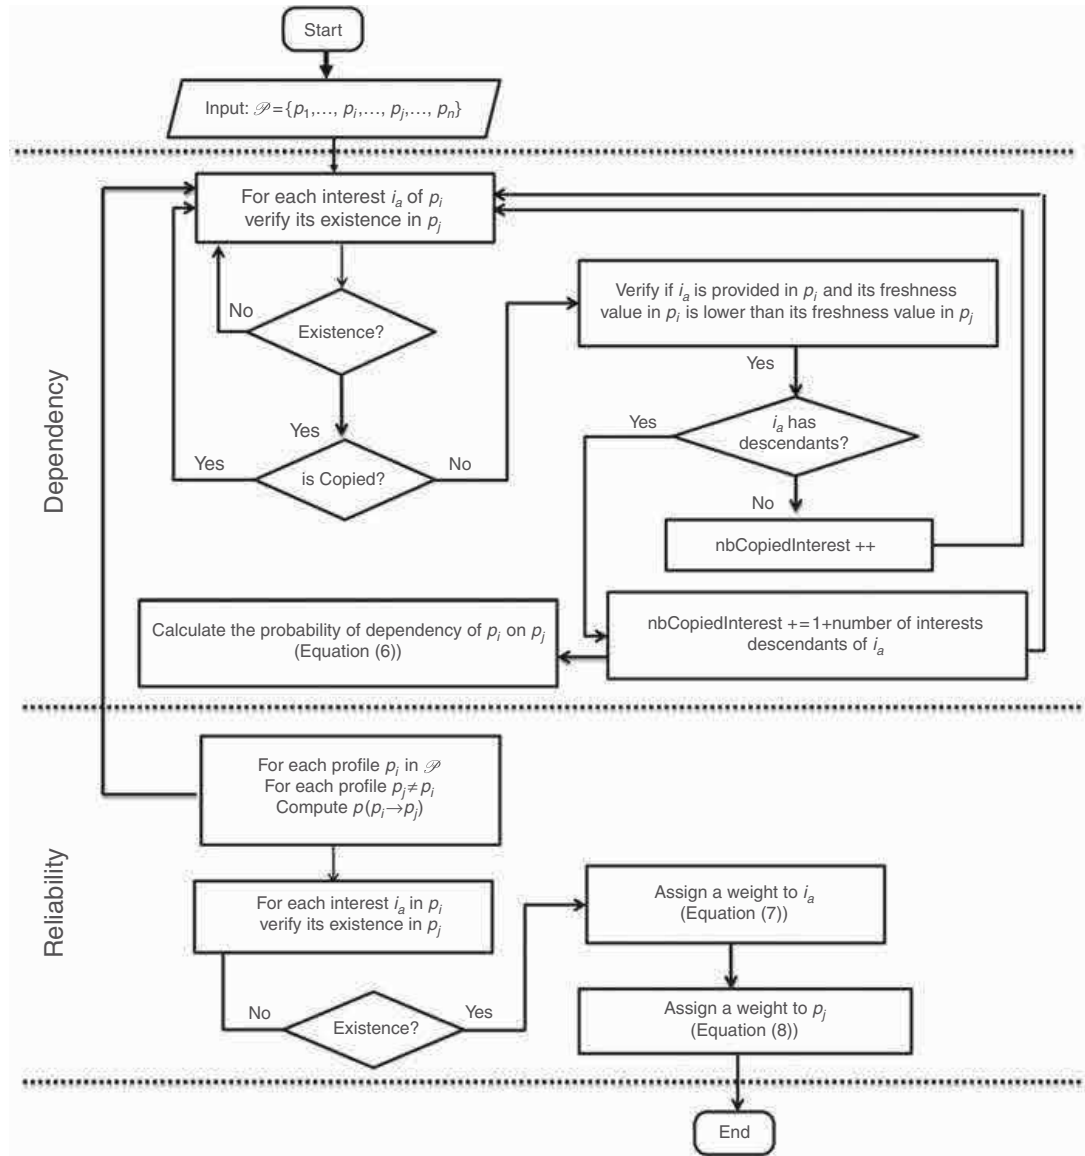 Start
Input: 𝒫={p1,..., pi,..., pj,..., pn}
Dependency
For each interest ia of pi
verify its existence in pj
No
Existence?
Yes
Yes
is Copied?
No
Verify if ia is provided in pi and its freshness
value in pi is lower than its freshness value in pj
Yes
Yes
ia has
descendants?
No
nbCopiedInterest ++
nbCopiedInterest +=1+number of interests
descendants of ia
Calculate the probability of dependency of pi on pj
(Equation (6))
Reliability
For each profile pi in 𝒫
For each profile pj≠pi
Compute p(pi→pj)
For each interest ia in pi
verify its existence in pj
No
Existence?
Yes
Assign a weight to ia
(Equation (7))
Assign a weight to pj
(Equation (8))
End